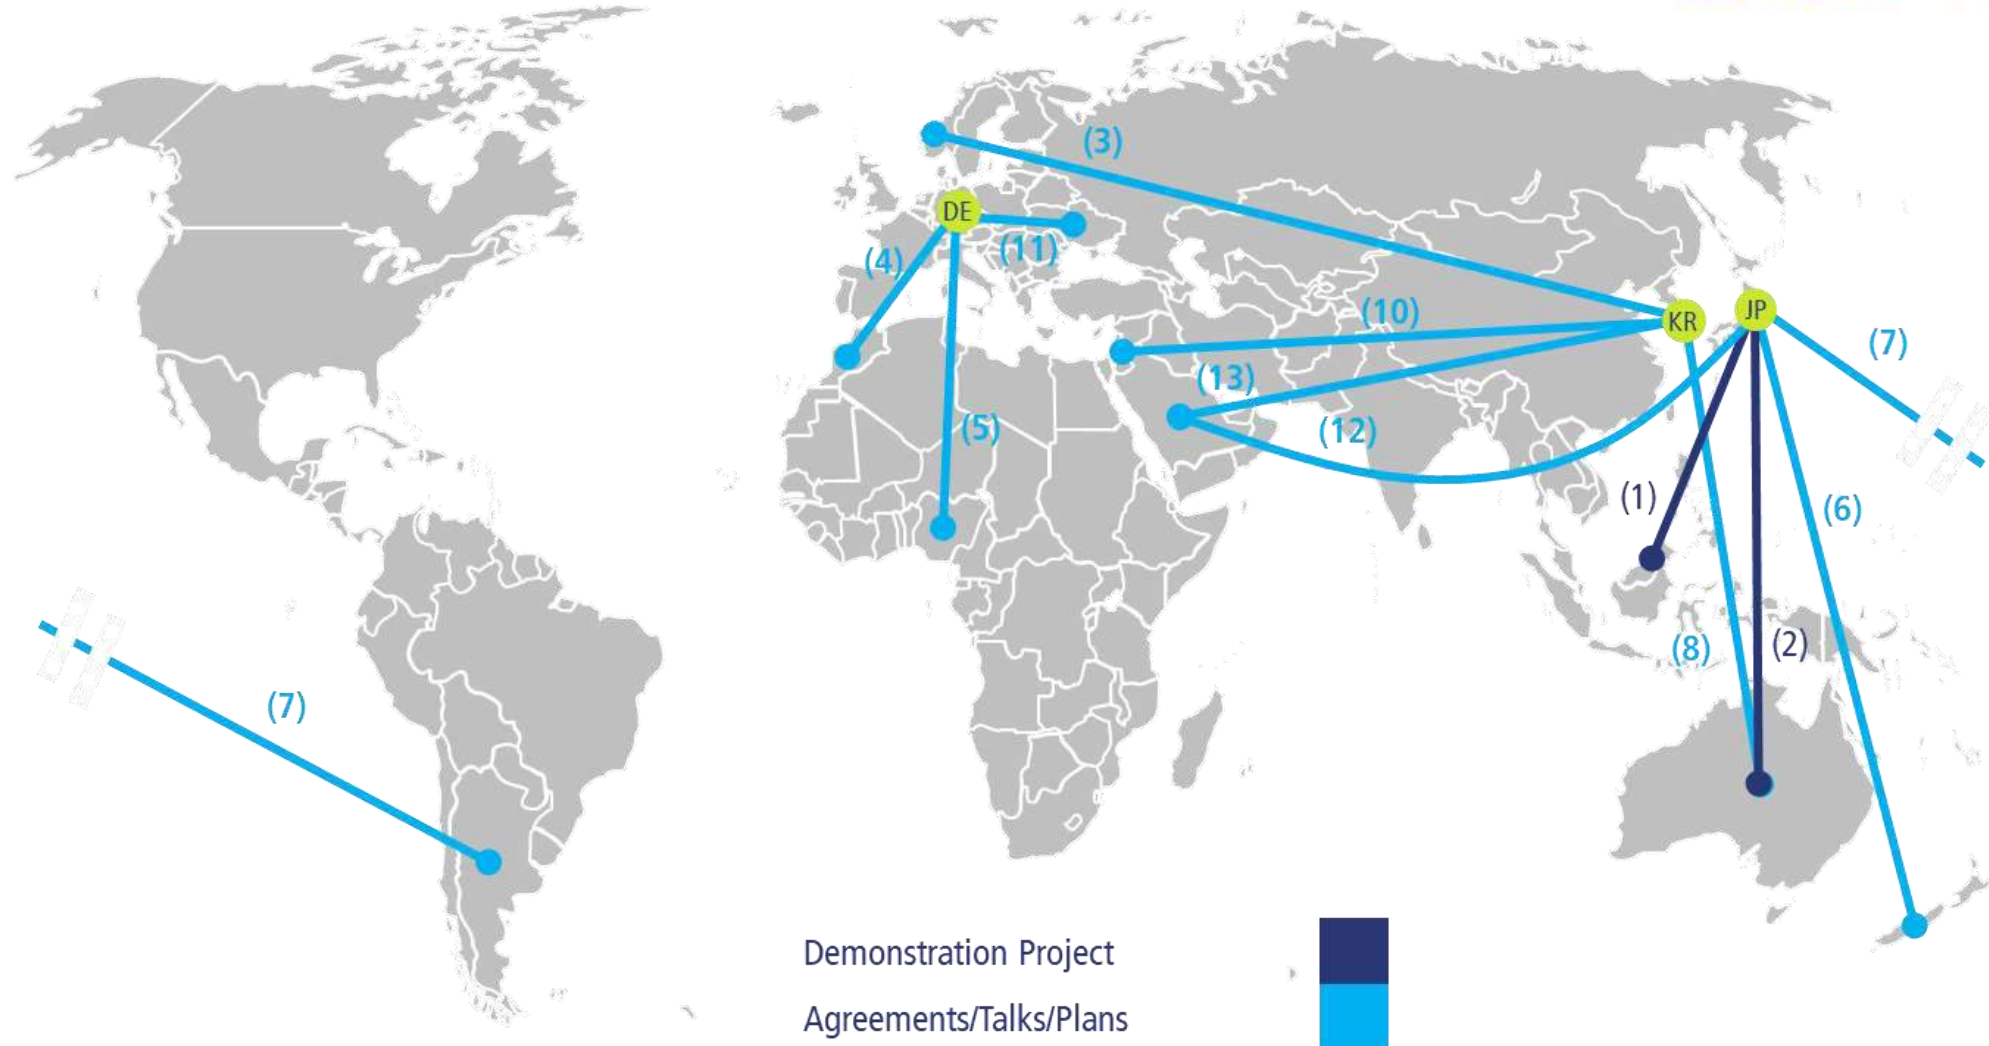 (3)
DE
(11)
(4)
(10)
KR
JP
(7)
(13)
(5)
(12)
(1)
(6)
(8)
(2)
(7)
Demonstration Project
Agreements/Talks/Plans